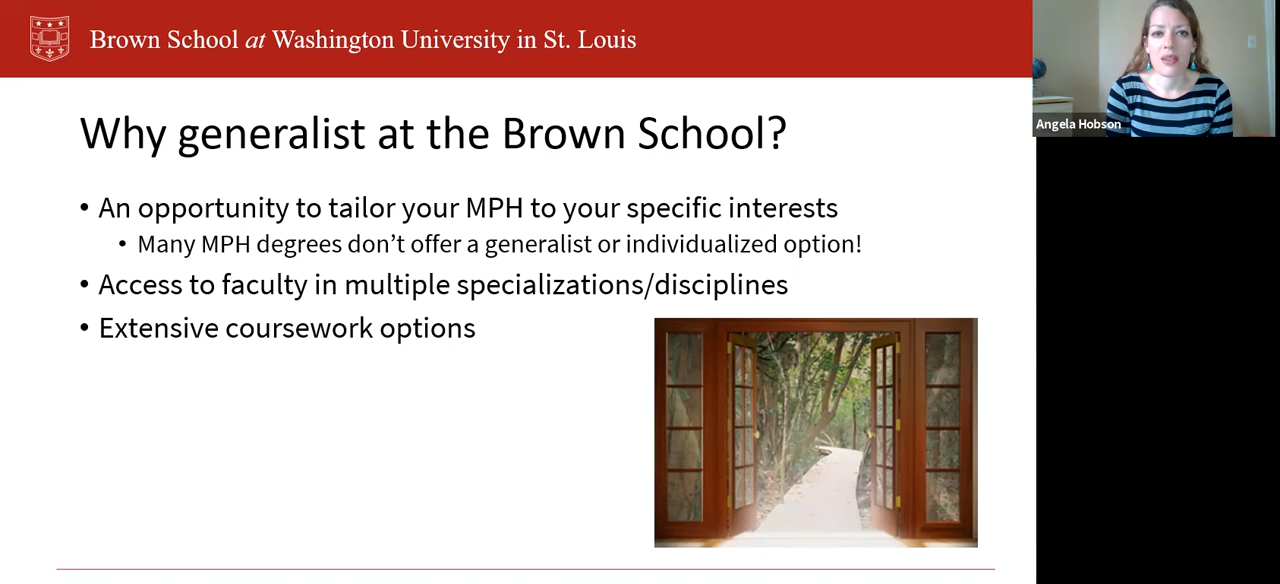 Brown School at Washington University in St. Louis
Angela Hobson
Why generalist at the Brown School?
• An opportunity to tailor your MPH to your specific interests
• Many MPH degrees don’t offer a generalist or individualized option!
• Access to faculty in multiple specializations/disciplines
• Extensive coursework options